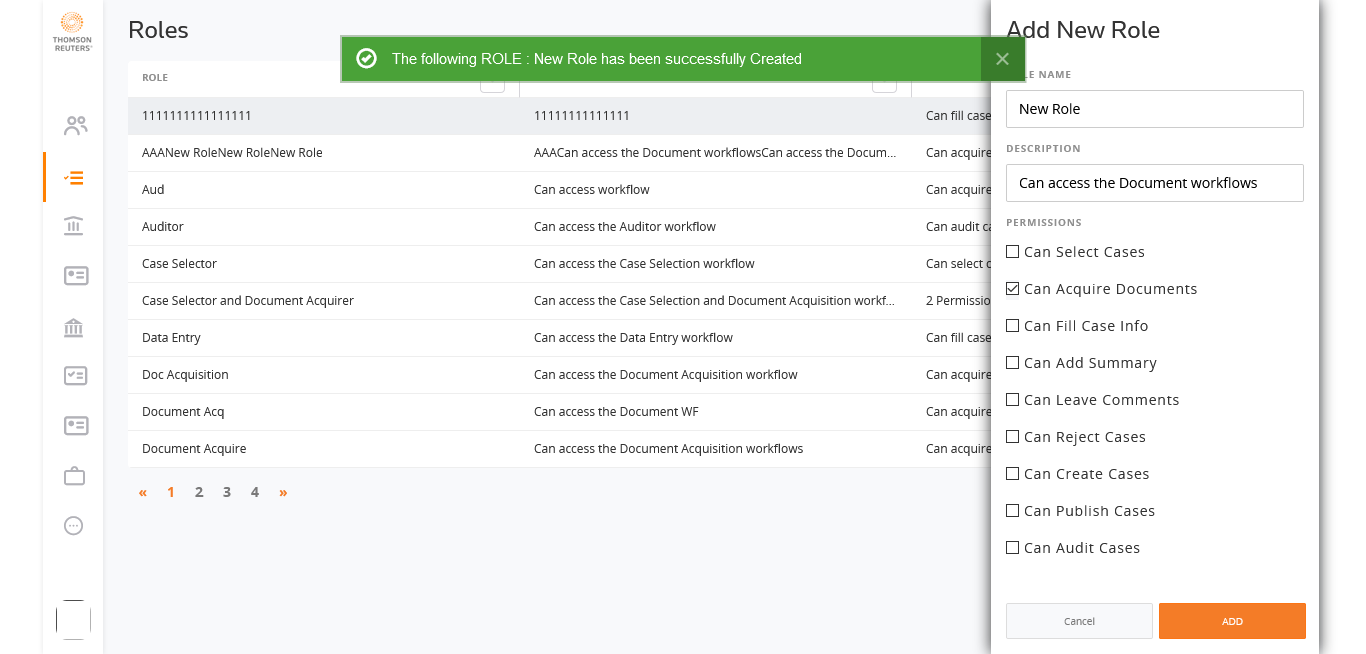 THOMSON
REUTERS®
Roles
Add New Role
The following ROLE : New Role has been successfully Created
ROLE
NAME
New Role
1111111111111111 11111111111111 Can fill case
DESCRIPTION
AAANew RoleNew RoleNew Role AAACan access the Document workflowsCan access the Docum... Can acquire
Can access the Document workflows
Aud Can access workflow Can acquire
PERMISSIONS
Auditor Can access the Auditor workflow Can audit ca
Can Select Cases
Case Selector Can access the Case Selection workflow Can select c
Can Acquire Documents
Case Selector and Document Acquirer Can access the Case Selection and Document Acquisition workf... 2 Permissio
Can Fill Case Info
Data Entry Can access the Data Entry workflow Can fill case
Can Add Summary
Doc Acquisition Can access the Document Acquisition workflow Can acquire
Can Leave Comments
Document Acq Can access the Document WF Can acquire
Can Reject Cases
Document Acquire Can access the Document Acquisition workflows Can acquire
Can Create Cases
« 1 2 3 4 »
Can Publish Cases
Can Audit Cases
Cancel ADD